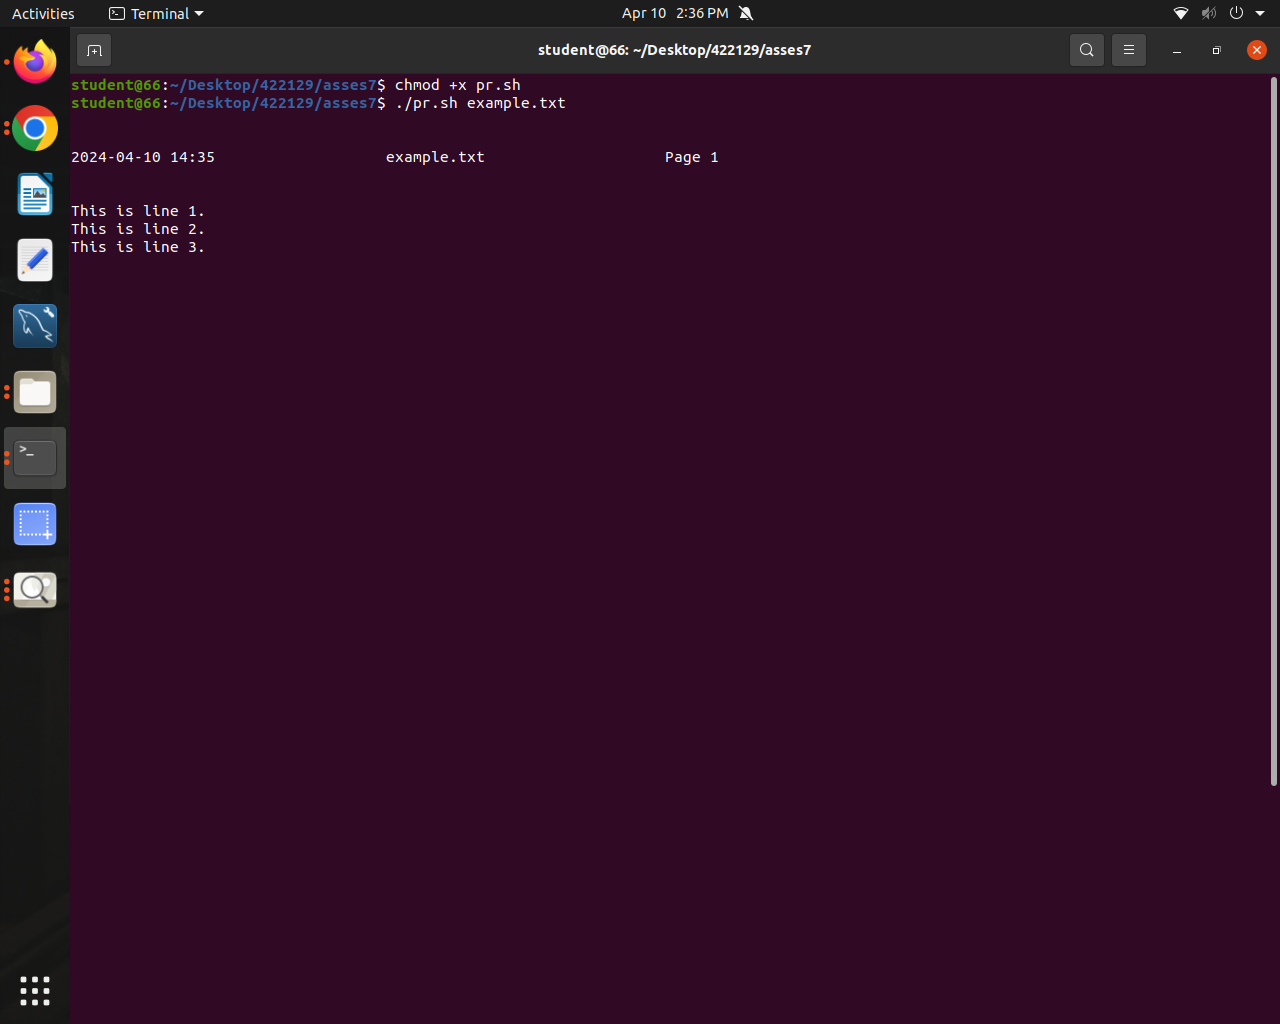 Activities Terminal Apr 10 2:36 PM
student@66: ~/Desktop/422129/asses7
student@66:~/Desktop/422129/asses7$ chmod +x pr.sh
student@66:~/Desktop/422129/asses7$ ./pr.sh example.txt
2024-04-10 14:35 example.txt Page 1
This is line 1.
This is line 2.
This is line 3.